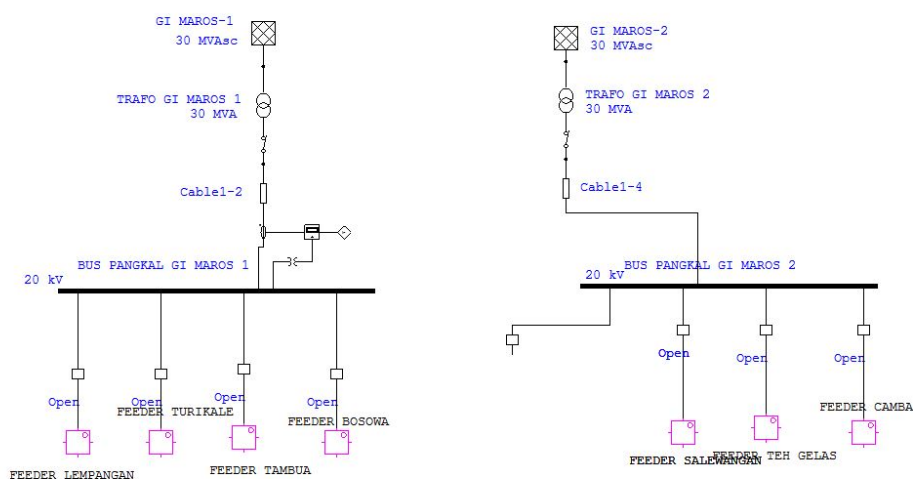 GI MAROS-1
30 MVAsc
TRAFO GI MAROS 1
30 MVA
Cable1-2
BUS PANGKAL GI MAROS 1
20 kV
Open
Open
Open
Open
FEEDER TURIKALE
FEEDER BOSOWA
FEEDER LEMPANGAN
FEEDER TAMBUA
GI MAROS-2
30 MVAsc
TRAFO GI MAROS 2
30 MVA
Cable1-4
BUS PANGKAL GI MAROS 2
20 kV
Open
Open
Open
FEEDER CAMBA
FEEDER SALEWANGAN
FEEDER TEH GELAS